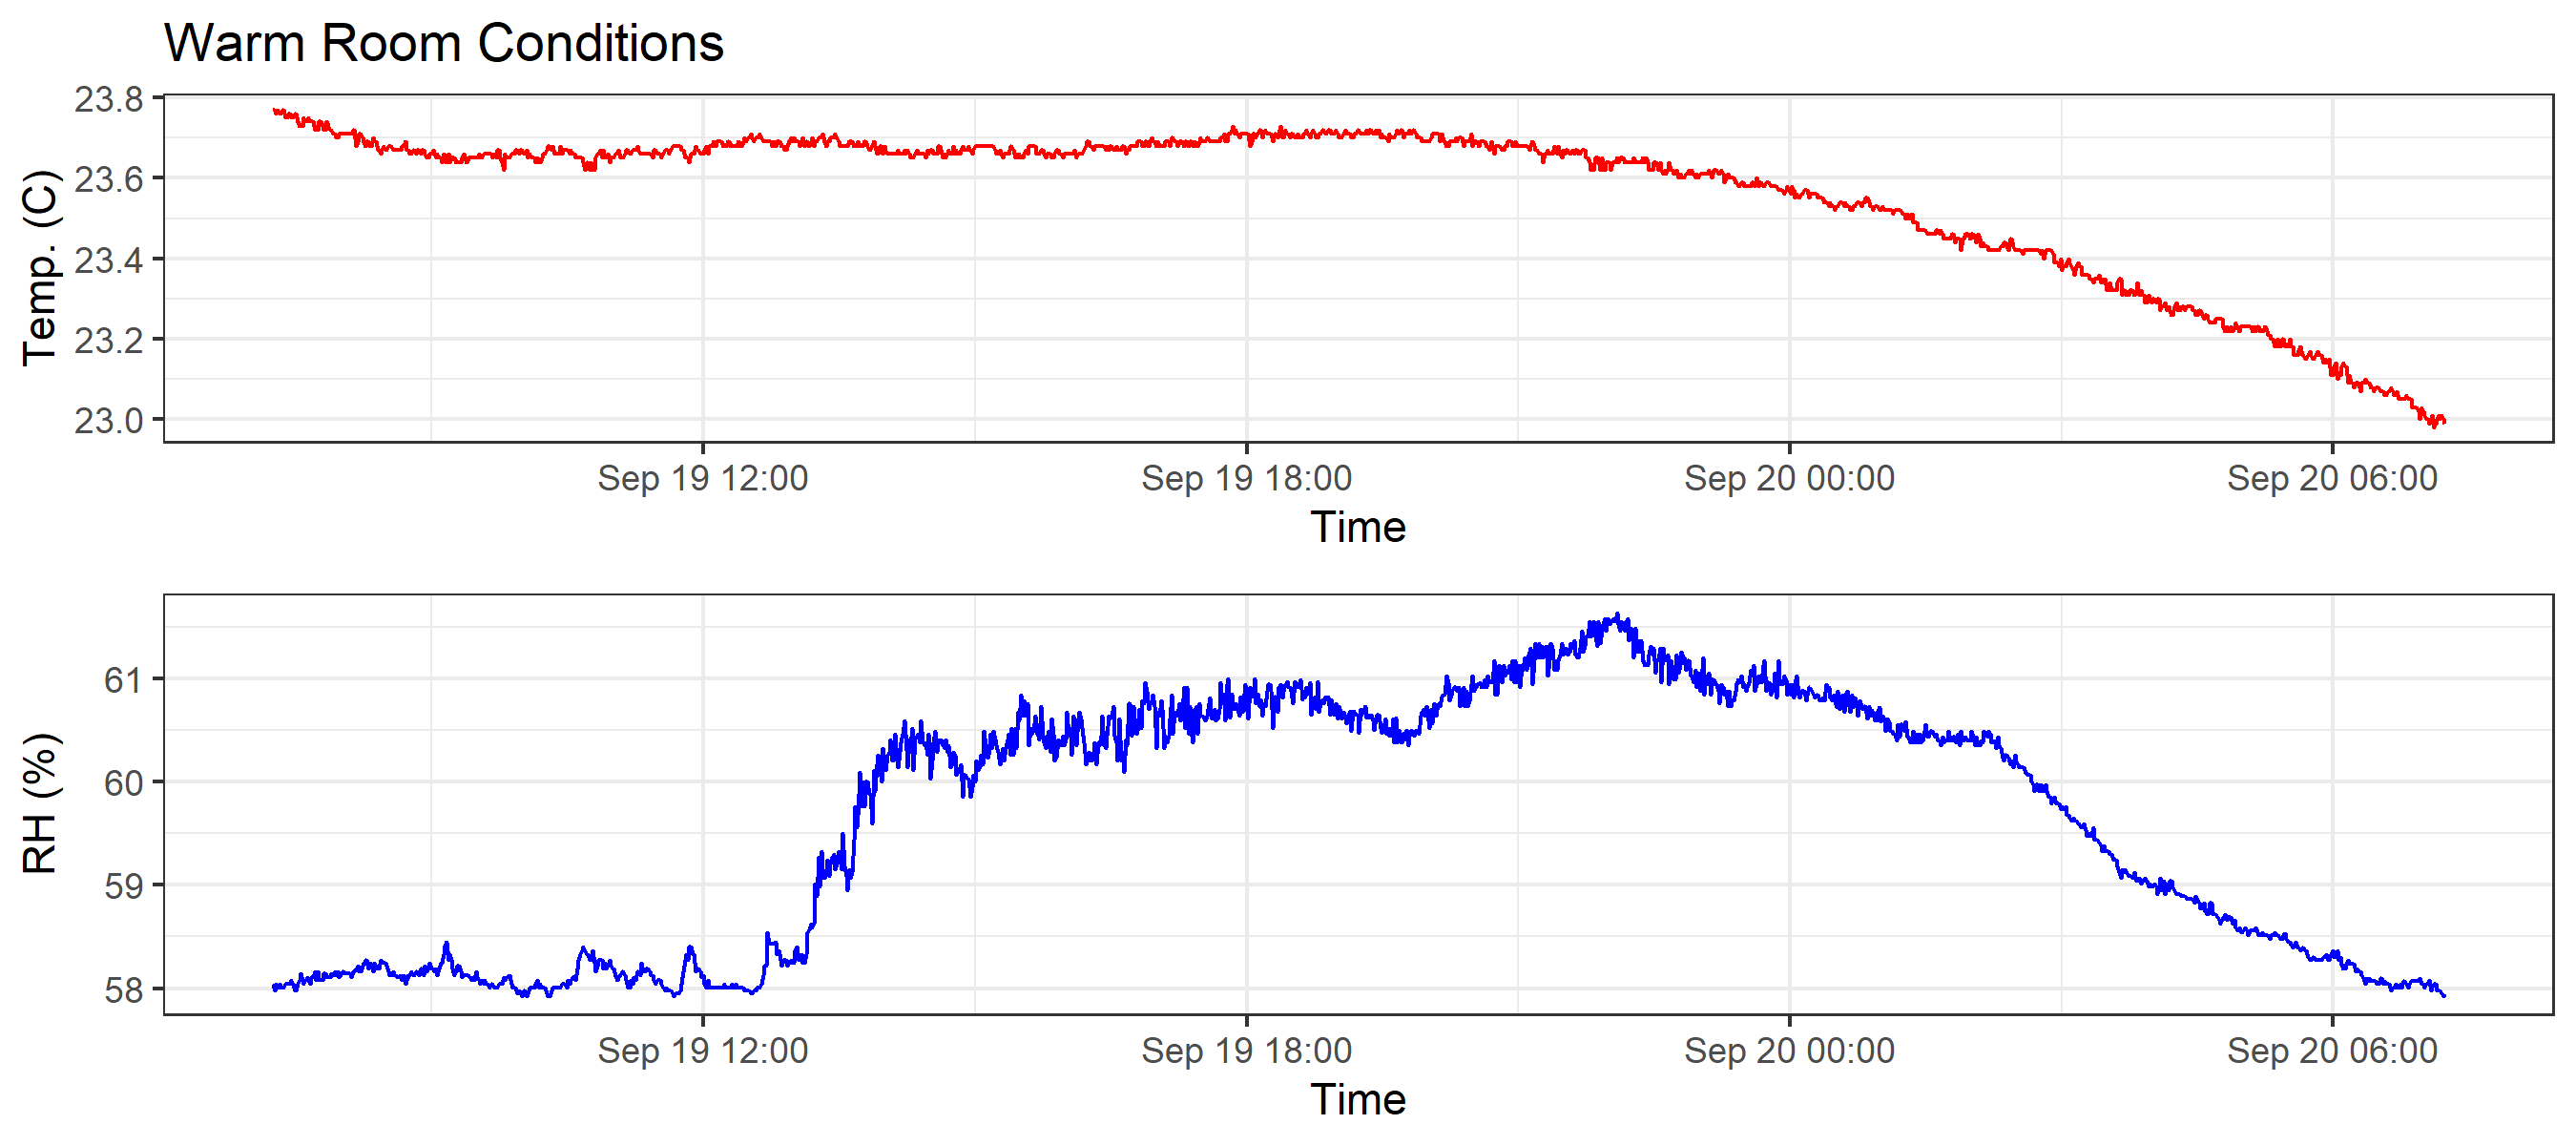 Warm Room Conditions
23.8
23.6
23.4
23.2
23.0
Temp. (C)
Sep 19 12:00 Sep 19 18:00 Sep 20 00:00 Sep 20 06:00
Time
61
60
59
58
RH (%)
Sep 19 12:00 Sep 19 18:00 Sep 20 00:00 Sep 20 06:00
Time